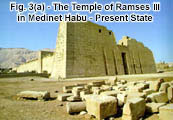 Fig. 3(a) - The Temple of Ramses III
in Medinet Habu - Present State